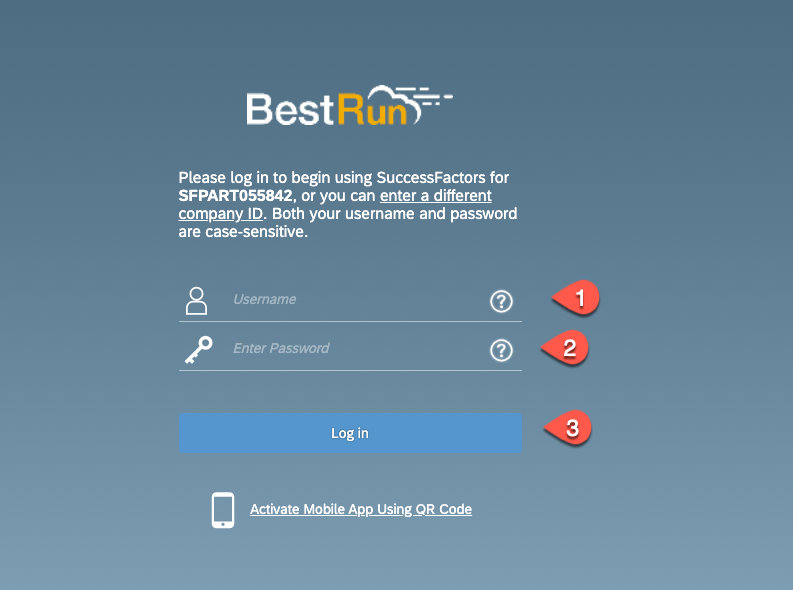 BestRun
Please log in to begin using SuccessFactors for
SFPART055842, or you can enter a different
company ID. Both your username and password
are case-sensitive.
Username ? 1
Enter Password ? 2
Log in 3
Activate Mobile App Using QR Code